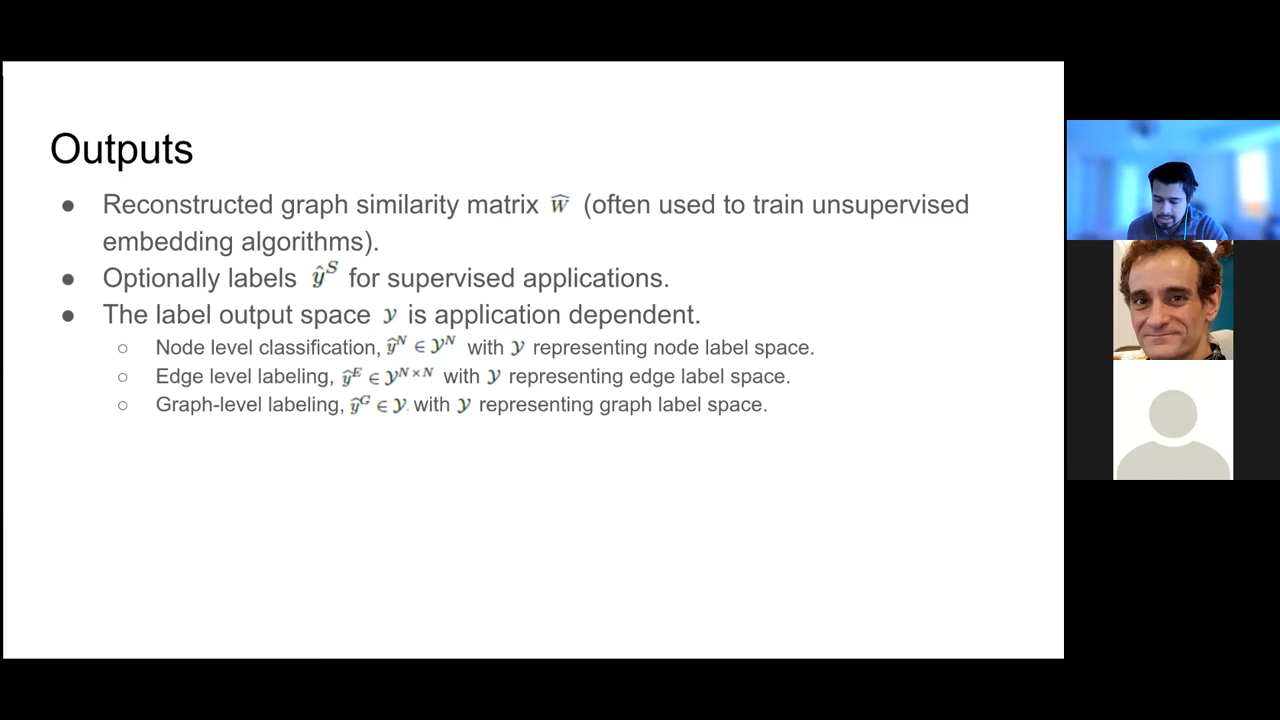 Outputs
● Reconstructed graph similarity matrix Ŵ (often used to train unsupervised
embedding algorithms).
● Optionally labels ŷ^S for supervised applications.
● The label output space 𝒴 is application dependent.
○ Node level classification, ŷ^N ∈ 𝒴^N with 𝒴 representing node label space.
○ Edge level labeling, ŷ^E ∈ 𝒴^{N×N} with 𝒴 representing edge label space.
○ Graph-level labeling, ŷ^G ∈ 𝒴, with 𝒴 representing graph label space.